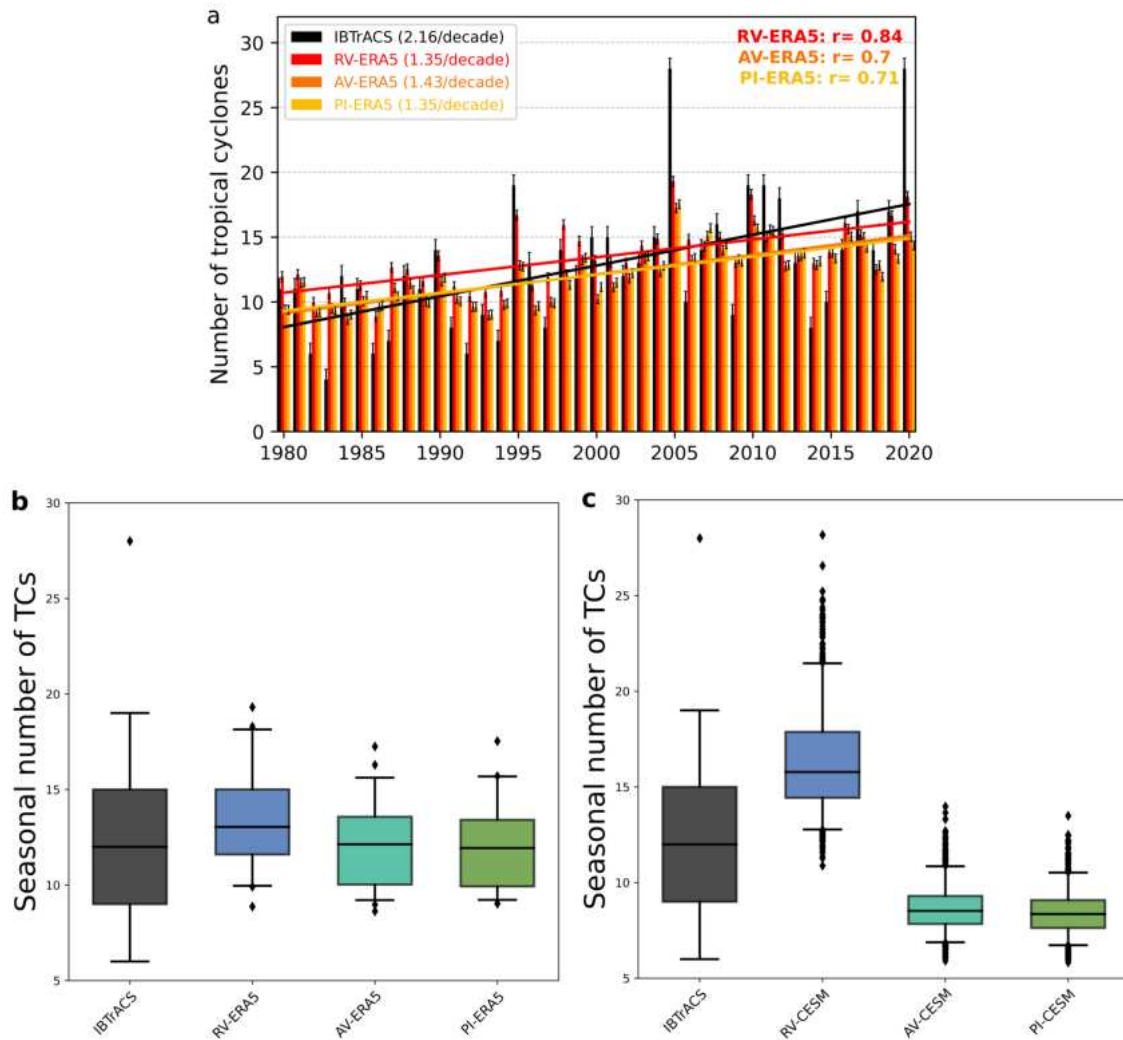 a
IBTrACS (2.16/decade)
RV-ERA5 (1.35/decade)
AV-ERA5 (1.43/decade)
PI-ERA5 (1.35/decade)
RV-ERA5: r= 0.84
AV-ERA5: r= 0.7
PI-ERA5: r= 0.71
Number of tropical cyclones
30
25
20
15
10
5
0
1980 1985 1990 1995 2000 2005 2010 2015 2020
b
Seasonal number of TCs
30
25
20
15
10
5
IBTrACS RV-ERA5 AV-ERA5 PI-ERA5
c
Seasonal number of TCs
30
25
20
15
10
5
IBTrACS RV-CESM AV-CESM PI-CESM